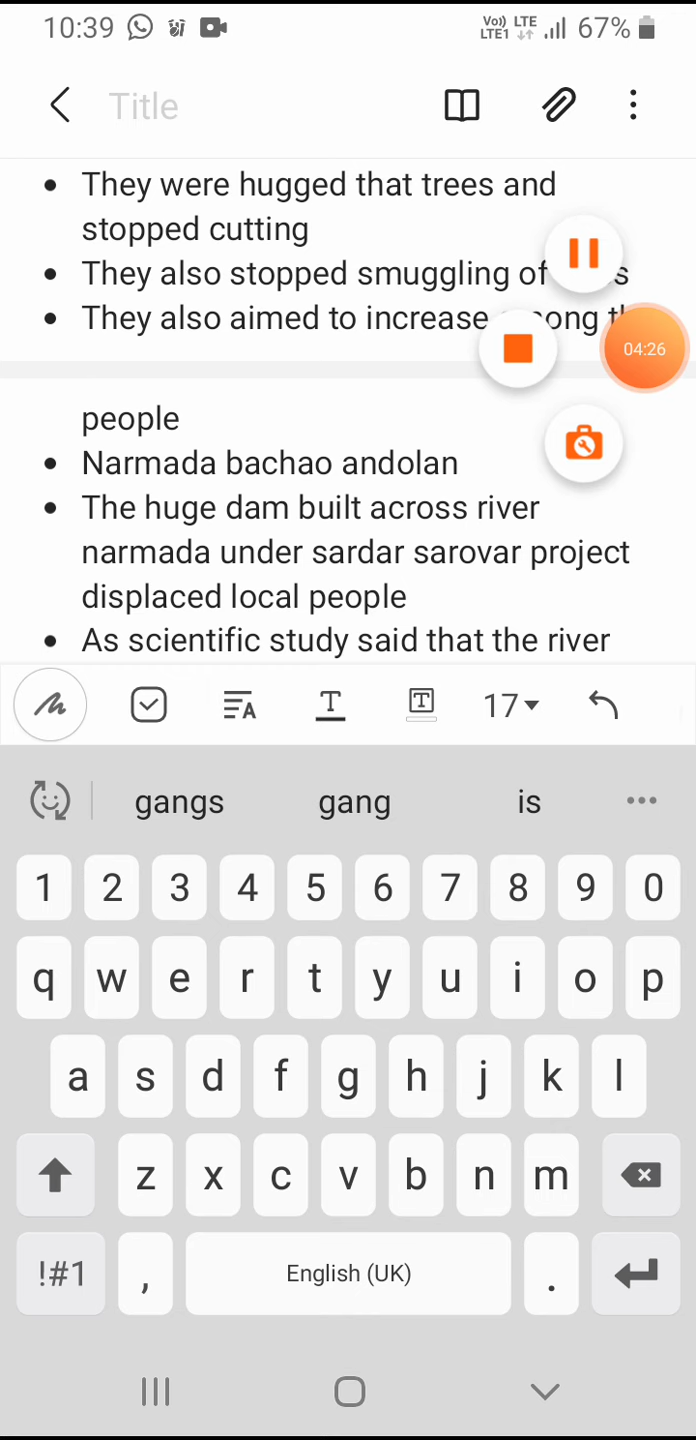 10:39 Vo)) LTE LTE1 67%
Title
They were hugged that trees and
stopped cutting
They also stopped smuggling of
They also aimed to increase
people
Narmada bachao andolan
The huge dam built across river
narmada under sardar sarovar project
displaced local people
As scientific study said that the river
04:26
17
gangs gang is
1 2 3 4 5 6 7 8 9 0
q w e r t y u i o p
a s d f g h j k l
z x c v b n m
!#1 , English (UK) .